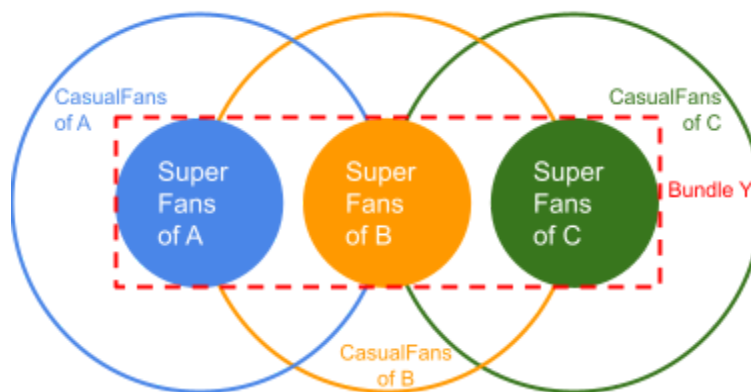 CasualFans
of A
CasualFans
of C
Super
Fans
of A
Super
Fans
of B
Super
Fans
of C
Bundle Y
CasualFans
of B